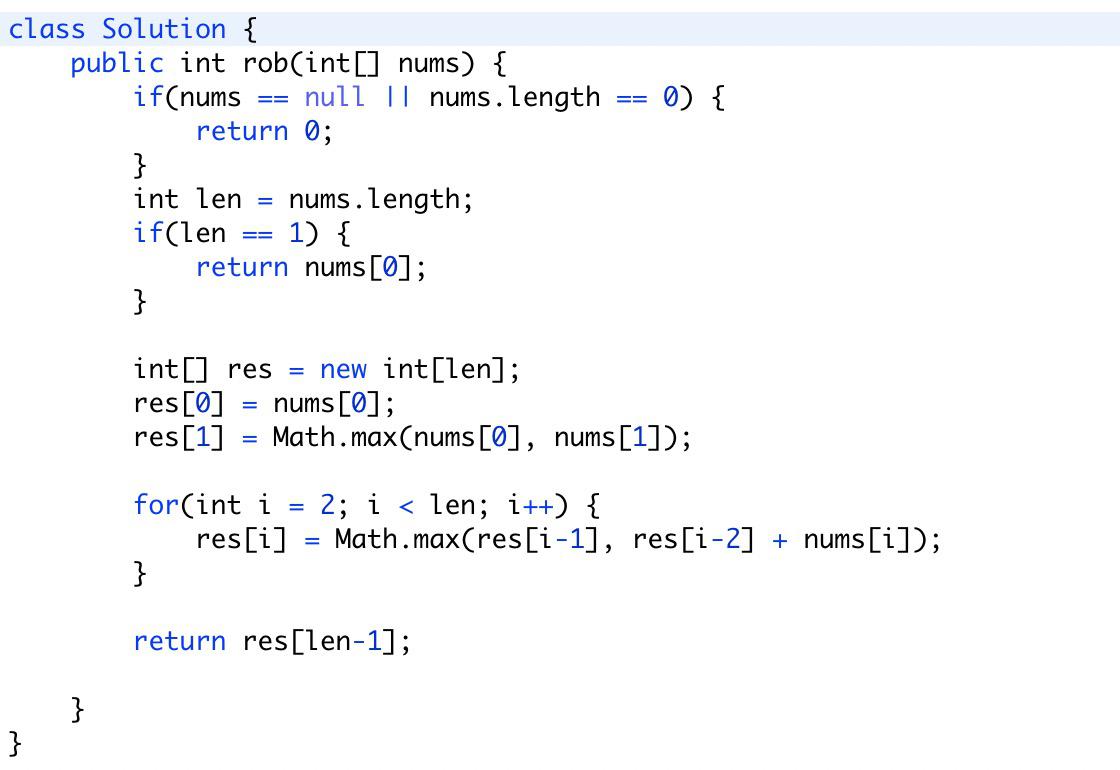 class Solution {
    public int rob(int[] nums) {
        if(nums == null || nums.length == 0) {
            return 0;
        }
        int len = nums.length;
        if(len == 1) {
            return nums[0];
        }

        int[] res = new int[len];
        res[0] = nums[0];
        res[1] = Math.max(nums[0], nums[1]);

        for(int i = 2; i < len; i++) {
            res[i] = Math.max(res[i-1], res[i-2] + nums[i]);
        }

        return res[len-1];

    }
}